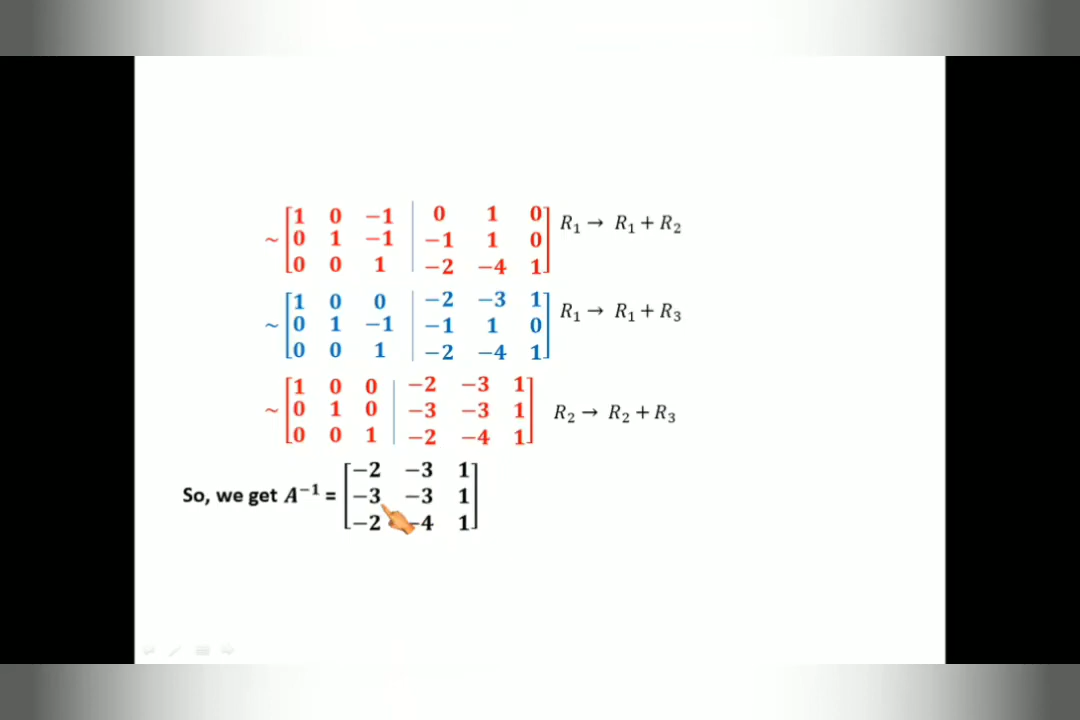 ~ [1 0 −1 | 0 1 0] R₁ → R₁ + R₂
[0 1 −1 | −1 1 0]
[0 0 1 | −2 −4 1]
~ [1 0 0 | −2 −3 1] R₁ → R₁ + R₃
[0 1 −1 | −1 1 0]
[0 0 1 | −2 −4 1]
~ [1 0 0 | −2 −3 1]
[0 1 0 | −3 −3 1] R₂ → R₂ + R₃
[0 0 1 | −2 −4 1]
[−2 −3 1]
So, we get A⁻¹ = [−3 −3 1]
[−2 −4 1]